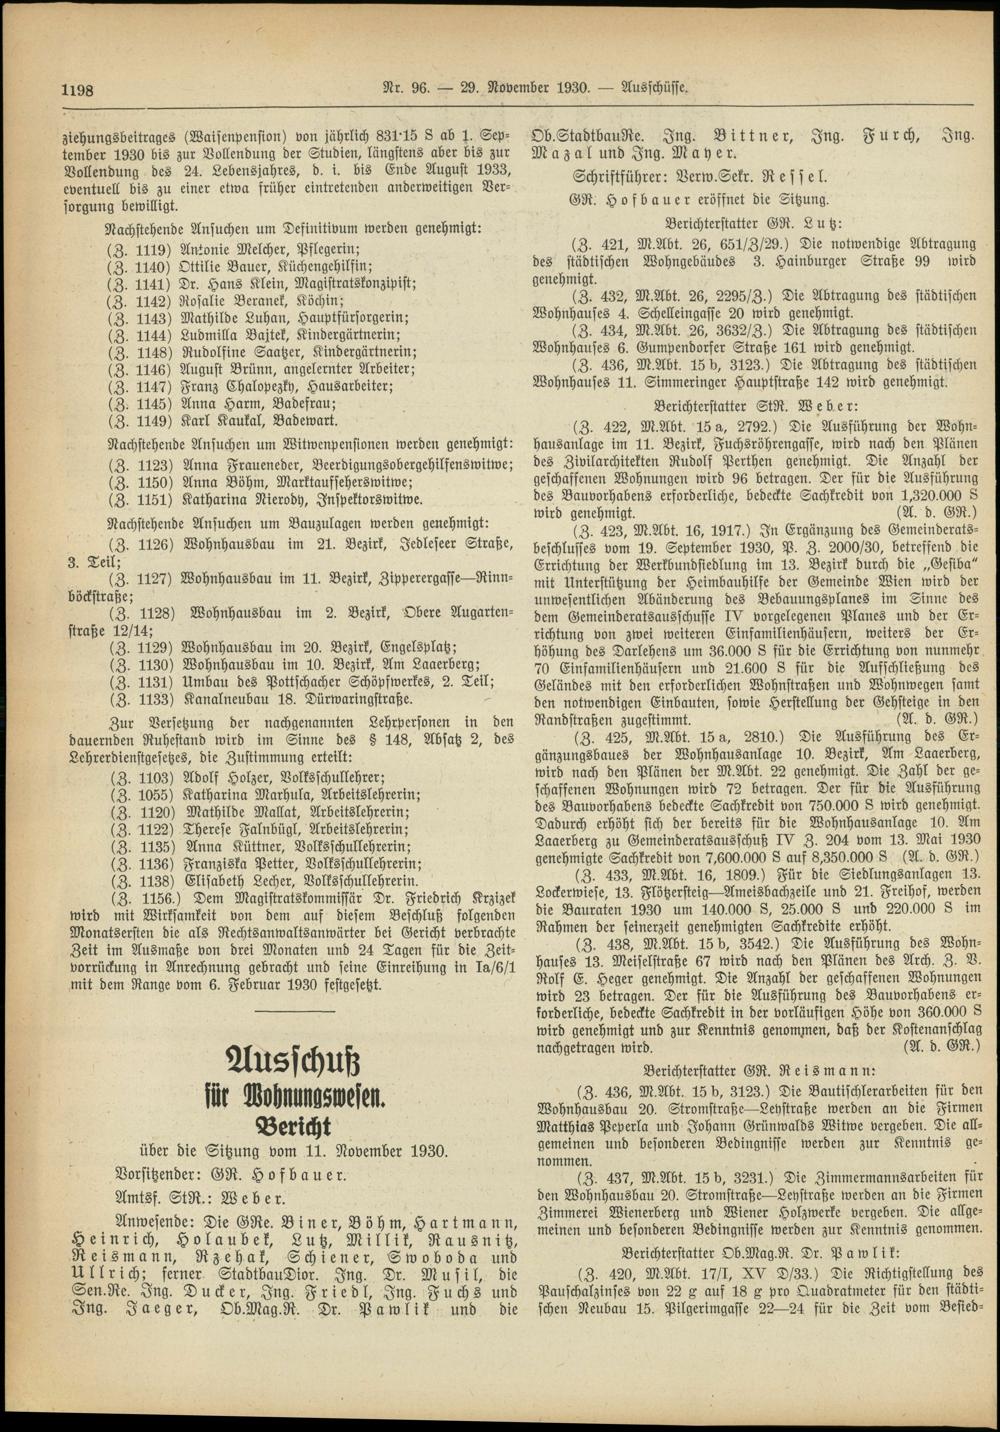 1198
Nr. 96. — 29. November 1930. — Ausschüsse.
ziehungsbeitrages (Waisenpension) von jährlich 831·15 S ab 1. Sep-
tember 1930 bis zur Vollendung der Studien, längstens aber bis zur
Vollendung des 24. Lebensjahres, d. i. bis Ende August 1933,
eventuell bis zu einer etwa früher eintretenden anderweitigen Ver-
sorgung bewilligt.
Nachstehende Ansuchen um Definitivum werden genehmigt:
(Z. 1119) Antonie Melcher, Pflegerin;
(Z. 1140) Ottilie Bauer, Küchengehilfin;
(Z. 1141) Dr. Hans Klein, Magistratskonzipist;
(Z. 1142) Rosalie Beranek, Köchin;
(Z. 1143) Mathilde Luhan, Hauptfürsorgerin;
(Z. 1144) Ludmilla Bajtek, Kindergärtnerin;
(Z. 1148) Rudolfine Saatzer, Kindergärtnerin;
(Z. 1146) August Brünn, angelernter Arbeiter;
(Z. 1147) Franz Chalopezky, Hausarbeiter;
(Z. 1145) Anna Harm, Badefrau;
(Z. 1149) Karl Kaukal, Badewart.
Nachstehende Ansuchen um Witwenpensionen werden genehmigt:
(Z. 1123) Anna Fraueneder, Beerdigungsobergehilfenswitwe;
(Z. 1150) Anna Böhm, Marktaufseherswitwe;
(Z. 1151) Katharina Nierody, Inspektorswitwe.
Nachstehende Ansuchen um Bauzulagen werden genehmigt:
(Z. 1126) Wohnhausbau im 21. Bezirk, Jedleseer Straße,
3. Teil;
(Z. 1127) Wohnhausbau im 11. Bezirk, Zipperergasse—Rinn-
böckstraße;
(Z. 1128) Wohnhausbau im 2. Bezirk, Obere Augarten-
straße 12/14;
(Z. 1129) Wohnhausbau im 20. Bezirk, Engelsplatz;
(Z. 1130) Wohnhausbau im 10. Bezirk, Am Laaerberg;
(Z. 1131) Umbau des Pottschacher Schöpfwerkes, 2. Teil;
(Z. 1133) Kanalneubau 18. Dürwaringstraße.
Zur Versetzung der nachgenannten Lehrpersonen in den
dauernden Ruhestand wird im Sinne des § 148, Absatz 2, des
Lehrerdienstgesetzes, die Zustimmung erteilt:
(Z. 1103) Adolf Holzer, Volksschullehrer;
(Z. 1055) Katharina Marhula, Arbeitslehrerin;
(Z. 1120) Mathilde Mallat, Arbeitslehrerin;
(Z. 1122) Therese Falnbügl, Arbeitslehrerin;
(Z. 1135) Anna Küttner, Volksschullehrerin;
(Z. 1136) Franziska Petter, Volksschullehrerin;
(Z. 1138) Elisabeth Lecher, Volksschullehrerin.
(Z. 1156.) Dem Magistratskommissär Dr. Friedrich Krzizek
wird mit Wirksamkeit von dem auf diesem Beschluß folgenden
Monatsersten die als Rechtsanwaltsanwärter bei Gericht verbrachte
Zeit im Ausmaße von drei Monaten und 24 Tagen für die Zeit-
vorrückung in Anrechnung gebracht und seine Einreihung in Ia/6/1
mit dem Range vom 6. Februar 1930 festgesetzt.
Ausschuß
für Wohnungswesen.
Bericht
über die Sitzung vom 11. November 1930.
Vorsitzender: GR. Hofbauer.
Amtsf. StR.: Weber.
Anwesende: Die GRe. Biner, Böhm, Hartmann,
Heinrich, Holaubek, Lutz, Millik, Rausnitz,
Reismann, Rzehak, Schiener, Swoboda und
Ullrich; ferner StadtbauDior. Ing. Dr. Musil, die
Sen.Re. Ing. Ducker, Ing. Friedl, Ing. Fuchs und
Ing. Jaeger, Ob.Mag.R. Dr. Pawlik und die
Ob.StadtbauRe. Ing. Bittner, Ing. Furch, Ing.
Mazal und Ing. Mayer.
Schriftführer: Verw.Sekr. Ressel.
GR. Hofbauer eröffnet die Sitzung.
Berichterstatter GR. Lutz:
(Z. 421, M.Abt. 26, 651/Z/29.) Die notwendige Abtragung
des städtischen Wohngebäudes 3. Hainburger Straße 99 wird
genehmigt.
(Z. 432, M.Abt. 26, 2295/Z.) Die Abtragung des städtischen
Wohnhauses 4. Schelleingasse 20 wird genehmigt.
(Z. 434, M.Abt. 26, 3632/Z.) Die Abtragung des städtischen
Wohnhauses 6. Gumpendorfer Straße 161 wird genehmigt.
(Z. 436, M.Abt. 15 b, 3123.) Die Abtragung des städtischen
Wohnhauses 11. Simmeringer Hauptstraße 142 wird genehmigt.
Berichterstatter StR. Weber:
(Z. 422, M.Abt. 15 a, 2792.) Die Ausführung der Wohn-
hausanlage im 11. Bezirk, Fuchsröhrengasse, wird nach den Plänen
des Zivilarchitekten Rudolf Perthen genehmigt. Die Anzahl der
geschaffenen Wohnungen wird 96 betragen. Der für die Ausführung
des Bauvorhabens erforderliche, bedeckte Sachkredit von 1,320.000 S
wird genehmigt. (A. d. GR.)
(Z. 423, M.Abt. 16, 1917.) In Ergänzung des Gemeinderats-
beschlusses vom 19. September 1930, P. Z. 2000/30, betreffend die
Errichtung der Werkbundsiedlung im 13. Bezirk durch die „Gesiba“
mit Unterstützung der Heimbauhilfe der Gemeinde Wien wird der
unwesentlichen Abänderung des Bebauungsplanes im Sinne des
dem Gemeinderatsausschusse IV vorgelegenen Planes und der Er-
richtung von zwei weiteren Einfamilienhäusern, weiters der Er-
höhung des Darlehens um 36.000 S für die Errichtung von nunmehr
70 Einfamilienhäusern und 21.600 S für die Aufschließung des
Geländes mit den erforderlichen Wohnstraßen und Wohnwegen samt
den notwendigen Einbauten, sowie Herstellung der Gehsteige in den
Randstraßen zugestimmt. (A. d. GR.)
(Z. 425, M.Abt. 15 a, 2810.) Die Ausführung des Er-
gänzungsbaues der Wohnhausanlage 10. Bezirk, Am Laaerberg,
wird nach den Plänen der M.Abt. 22 genehmigt. Die Zahl der ge-
schaffenen Wohnungen wird 72 betragen. Der für die Ausführung
des Bauvorhabens bedeckte Sachkredit von 750.000 S wird genehmigt.
Dadurch erhöht sich der bereits für die Wohnhausanlage 10. Am
Laaerberg zu Gemeinderatsausschuß IV Z. 204 vom 13. Mai 1930
genehmigte Sachkredit von 7,600.000 S auf 8,350.000 S (A. d. GR.)
(Z. 433, M.Abt. 16, 1809.) Für die Siedlungsanlagen 13.
Lockerwiese, 13. Flötzersteig—Ameisbachzeile und 21. Freihof, werden
die Bauraten 1930 um 140.000 S, 25.000 S und 220.000 S im
Rahmen der seinerzeit genehmigten Sachkredite erhöht.
(Z. 438, M.Abt. 15 b, 3542.) Die Ausführung des Wohn-
hauses 13. Meiselstraße 67 wird nach den Plänen des Arch. Z. V.
Rolf E. Heger genehmigt. Die Anzahl der geschaffenen Wohnungen
wird 23 betragen. Der für die Ausführung des Bauvorhabens er-
forderliche, bedeckte Sachkredit in der vorläufigen Höhe von 360.000 S
wird genehmigt und zur Kenntnis genommen, daß der Kostenanschlag
nachgetragen wird. (A. d. GR.)
Berichterstatter GR. Reismann:
(Z. 436, M.Abt. 15 b, 3123.) Die Bautischlerarbeiten für den
Wohnhausbau 20. Stromstraße—Leystraße werden an die Firmen
Matthias Peperla und Johann Grünwalds Witwe vergeben. Die all-
gemeinen und besonderen Bedingnisse werden zur Kenntnis ge-
nommen.
(Z. 437, M.Abt. 15 b, 3231.) Die Zimmermannsarbeiten für
den Wohnhausbau 20. Stromstraße—Leystraße werden an die Firmen
Zimmerei Wienerberg und Wiener Holzwerke vergeben. Die allge-
meinen und besonderen Bedingnisse werden zur Kenntnis genommen.
Berichterstatter Ob.Mag.R. Dr. Pawlik:
(Z. 420, M.Abt. 17/I, XV D/33.) Die Richtigstellung des
Pauschalzinses von 22 g auf 18 g pro Quadratmeter für den städti-
schen Neubau 15. Pilgerimgasse 22—24 für die Zeit vom Besied-